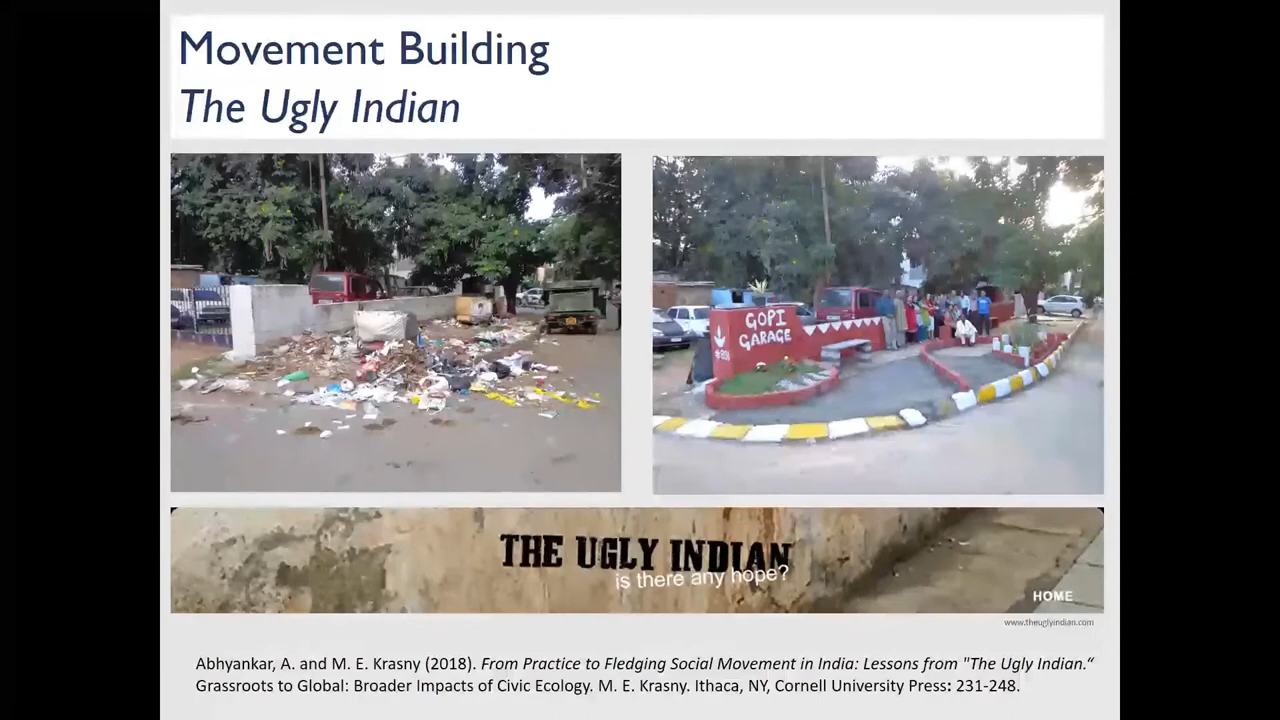 Movement Building
The Ugly Indian
GOPI
GARAGE
THE UGLY INDIAN
is there any hope?
HOME
www.theuglyindian.com
Abhyankar, A. and M. E. Krasny (2018). From Practice to Fledging Social Movement in India: Lessons from "The Ugly Indian.“
Grassroots to Global: Broader Impacts of Civic Ecology. M. E. Krasny. Ithaca, NY, Cornell University Press: 231-248.